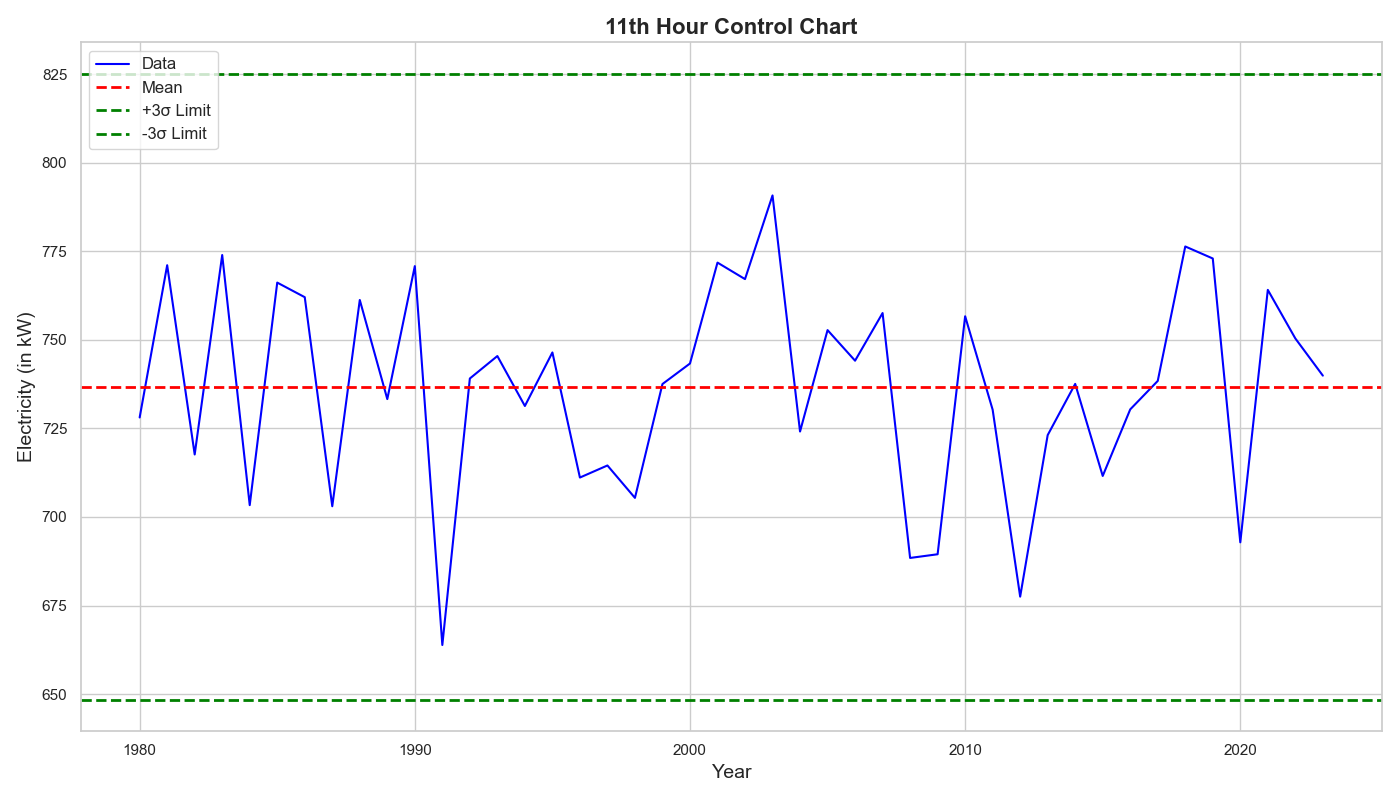 11th Hour Control Chart
Data
Mean
+3σ Limit
-3σ Limit
825
800
775
750
725
700
675
650
Electricity (in kW)
1980
1990
2000
2010
2020
Year